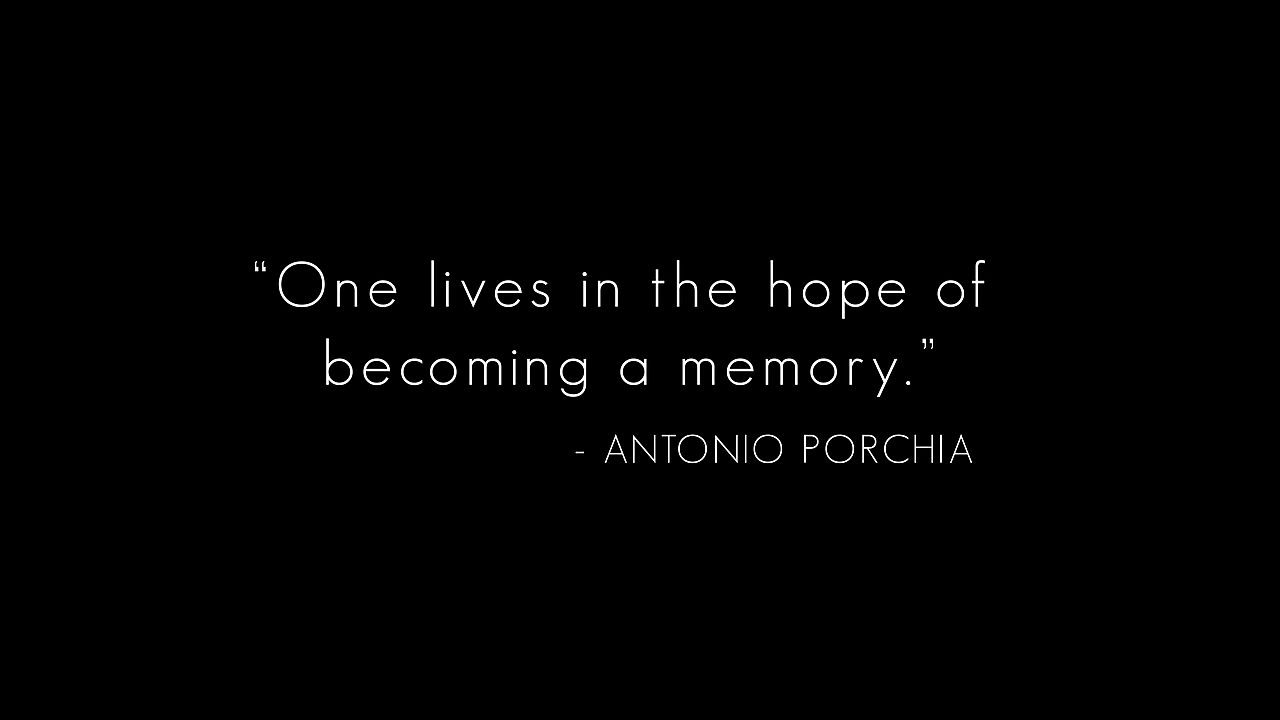 “One lives in the hope of
becoming a memory.”
- ANTONIO PORCHIA